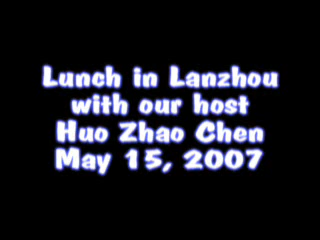 Lunch in Lanzhou
with our host
Huo Zhao Chen
May 15, 2007